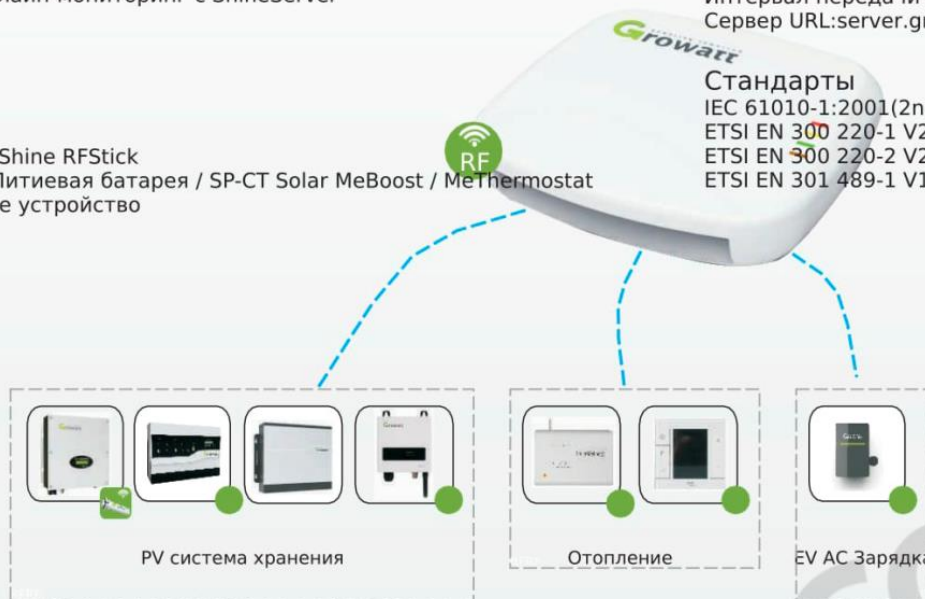 Мониторинг с ShineServer
Сервер URL:server.gr
Growatt
Стандарты
IEC 61010-1:2001(2n
ETSI EN 300 220-1 V2
ETSI EN 300 220-2 V2
ETSI EN 301 489-1 V1
RF
Shine RFStick
Литиевая батарея / SP-CT Solar MeBoost / MeThermostat
е устройство
PV система хранения
Отопление
EV AC Зарядка